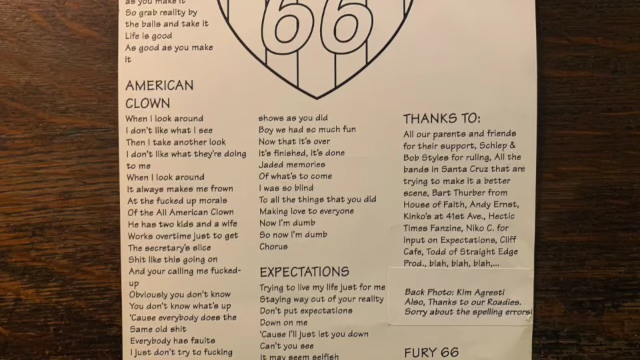 as you make it
So grab reality by
the balls and take it
Life is good
As good as you make
it
66
AMERICAN
CLOWN
When I look around
I don't like what I see
Then I take another look
I don't like what they're doing
to me
When I look around
It always makes me frown
At the fucked up morals
Of the All American Clown
He has two kids and a wife
Works overtime just to get
The secretary's slice
Shit like this going on
And your calling me fucked-
up
Obviously you don't know
You don't know what's up
'Cause everybody does the
Same old shit
Everybody has faults
I just don't try to fucking
shows as you did
Boy we had so much fun
Now that it's over
It's finished, it's done
Jaded memories
Of what's to come
I was so blind
To all the things that you did
Making love to everyone
Now I'm dumb
So now I'm dumb
Chorus
EXPECTATIONS
Trying to live my life just for me
Staying way out of your reality
Don't put expectations
Down on me
'Cause I'll just let you down
Can't you see
It may seem selfish
THANKS TO:
All our parents and friends
for their support, Schlep &
Bob Styles for ruling, All the
bands in Santa Cruz that are
trying to make it a better
scene, Bart Thurber from
House of Faith, Andy Ernst,
Kinko's at 41st Ave., Hectic
Times Fanzine, Niko C. for
Input on Expectations, Cliff
Cafe, Todd of Straight Edge
Prod., blah, blah, blah,...
Back Photo: Kim Agresti
Also, Thanks to our Roadies.
Sorry about the spelling errors!
FURY 66